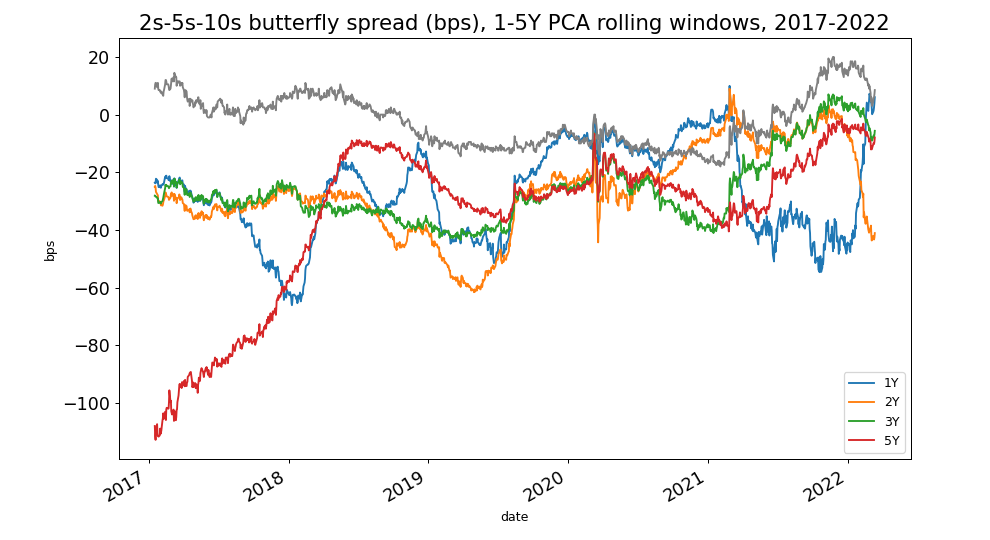 2s-5s-10s butterfly spread (bps), 1-5Y PCA rolling windows, 2017-2022
20
0
−20
−40
−60
−80
−100
bps
2017
2018
2019
2020
2021
2022
date
1Y
2Y
3Y
5Y